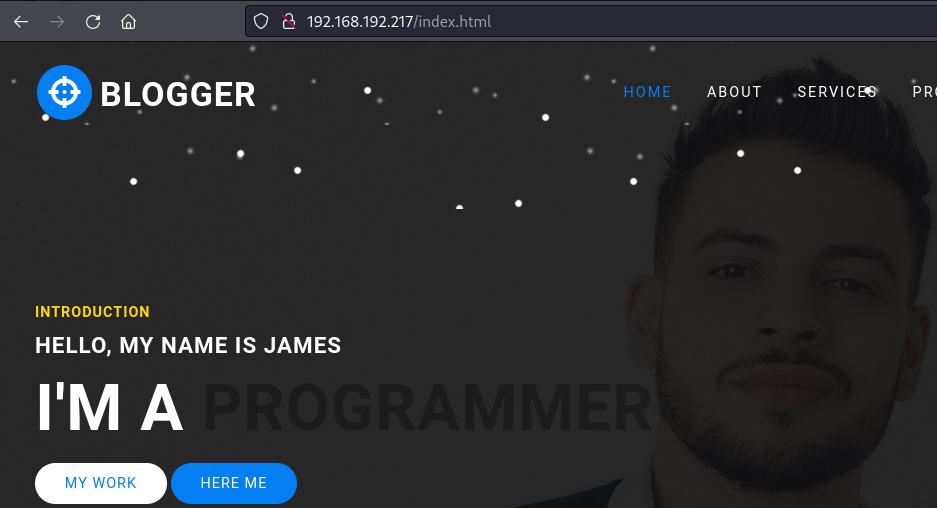 192.168.192.217/index.html
BLOGGER
HOME ABOUT SERVICES PRO
INTRODUCTION
HELLO, MY NAME IS JAMES
I'M A PROGRAMMER
MY WORK HERE ME